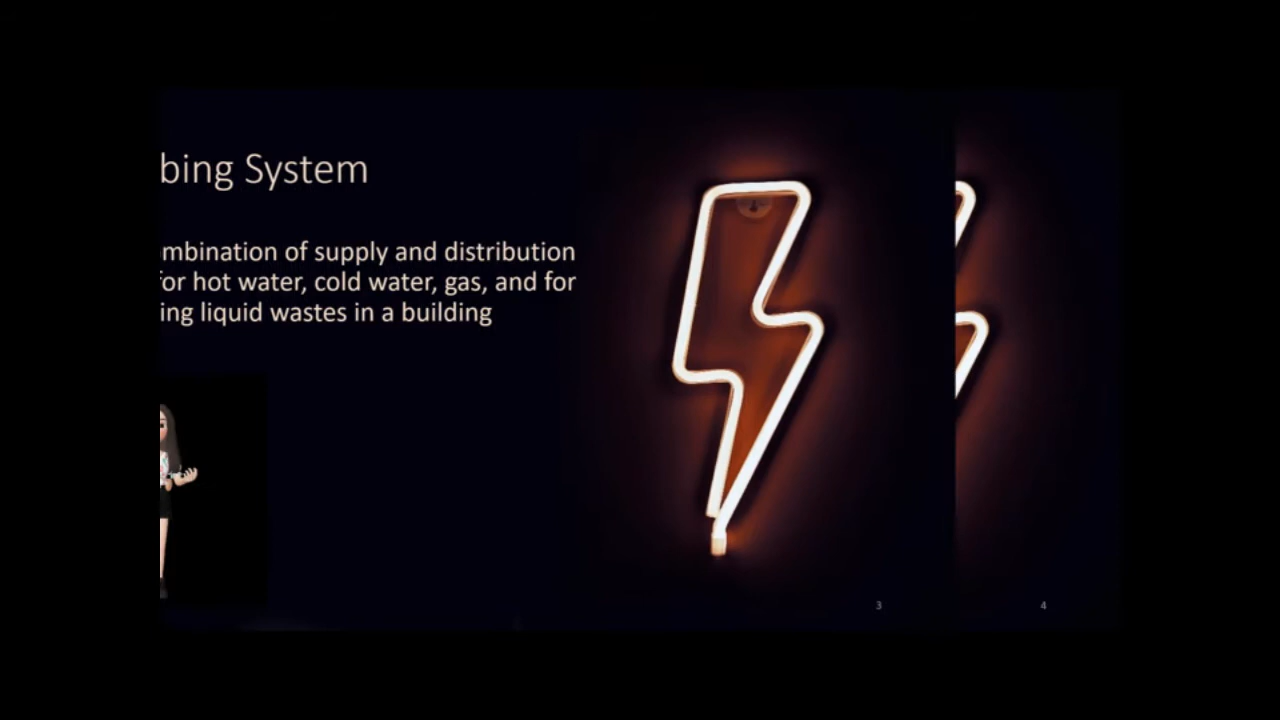 bing System
mbination of supply and distribution
for hot water, cold water, gas, and for
ing liquid wastes in a building
3
4